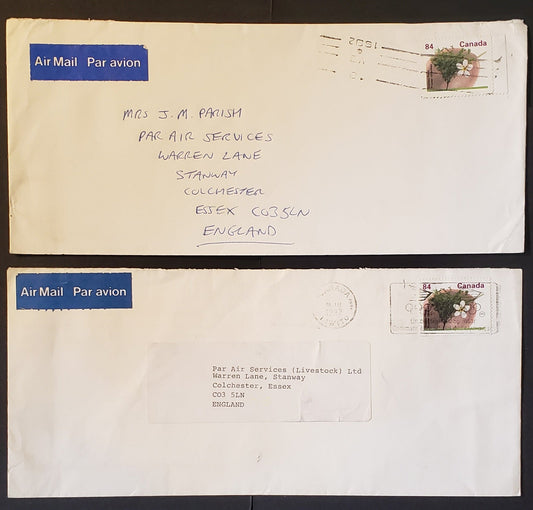 Air Mail Par avion
84 Canada
MRS J. M. PARISH
PAR AIR SERVICES
WARREN LANE
STANWAY
COLCHESTER
ESSEX CO3 5LN
ENGLAND
Air Mail Par avion
84 Canada
Par Air Services (Livestock) Ltd
Warren Lane, Stanway
Colchester, Essex
CO3 5LN
ENGLAND